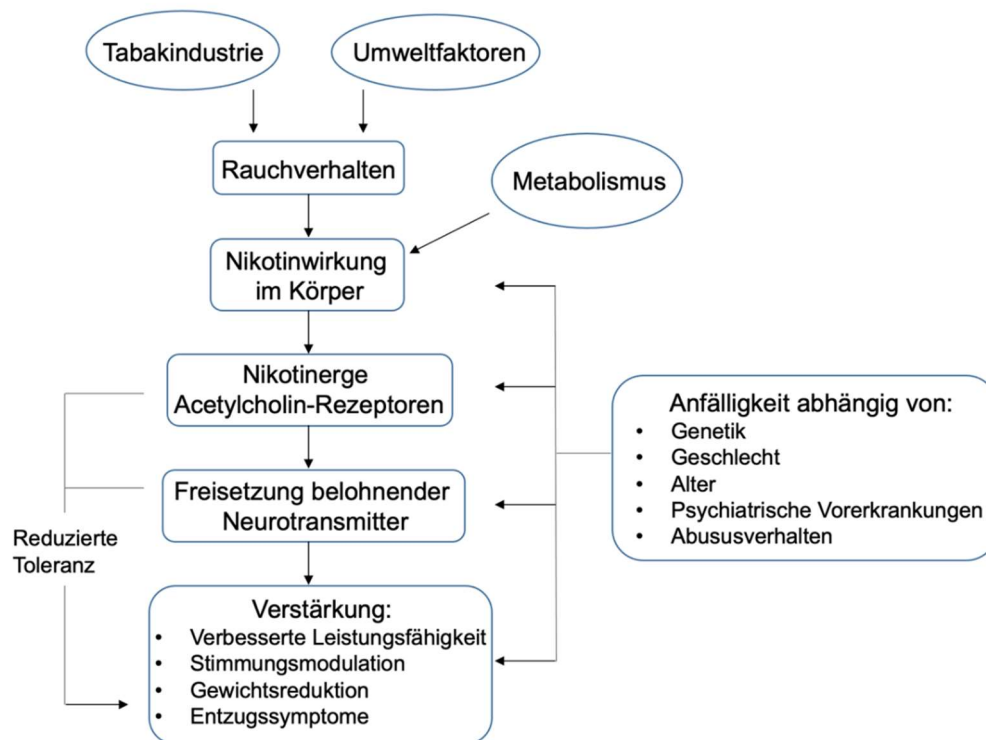 Tabakindustrie
Umweltfaktoren
Rauchverhalten
Metabolismus
Nikotinwirkung
im Körper
Nikotinerge
Acetylcholin-Rezeptoren
Anfälligkeit abhängig von:
• Genetik
• Geschlecht
• Alter
• Psychiatrische Vorerkrankungen
• Abususverhalten
Freisetzung belohnender
Neurotransmitter
Reduzierte
Toleranz
Verstärkung:
• Verbesserte Leistungsfähigkeit
• Stimmungsmodulation
• Gewichtsreduktion
• Entzugssymptome